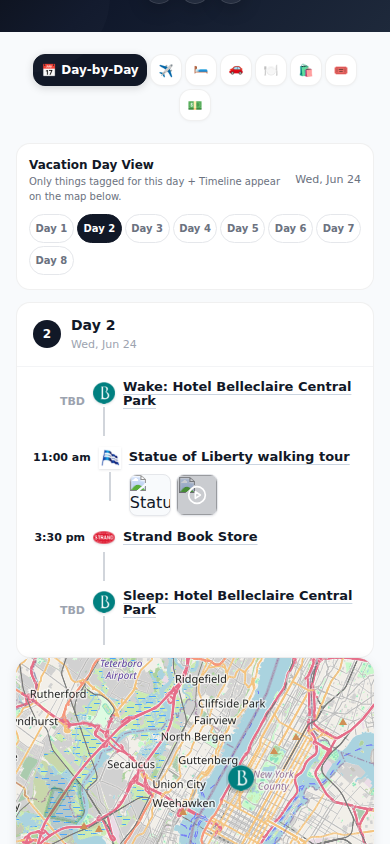 Day-by-Day
Vacation Day View
Only things tagged for this day + Timeline appear
on the map below.
Wed, Jun 24
Day 1 Day 2 Day 3 Day 4 Day 5 Day 6 Day 7
Day 8
2
Day 2
Wed, Jun 24
TBD
B
Wake: Hotel Belleclaire Central
Park
11:00 am
Statue of Liberty walking tour
Statu
3:30 pm
STRAND
Strand Book Store
TBD
B
Sleep: Hotel Belleclaire Central
Park
Teterboro
Airport
Ridgefield
Rutherford
Cliffside Park
Fairview
ndhurst
North Bergen
Secaucus
Guttenberg
B
New York
County
Union City
Weehawken